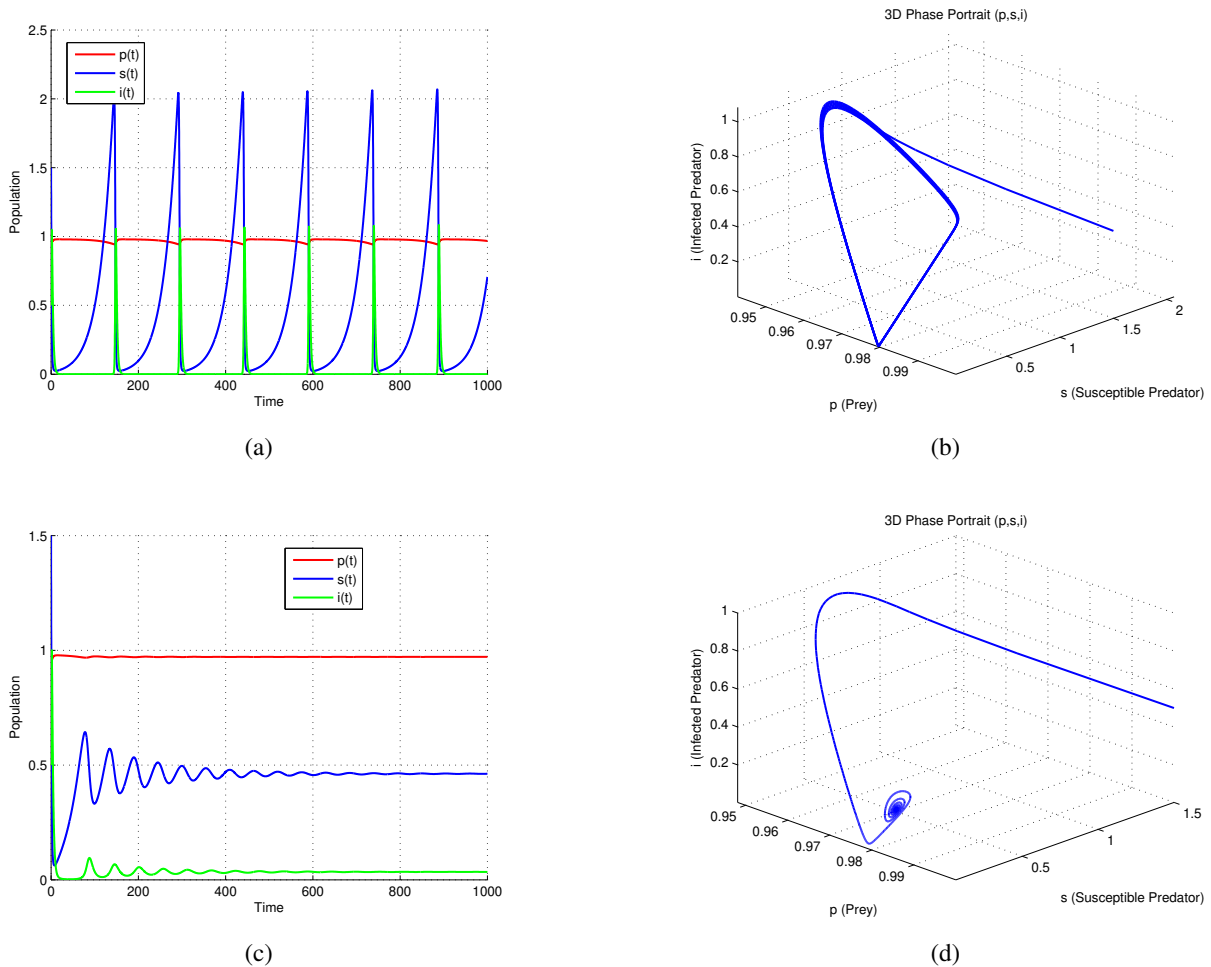 2.5
2
1.5
1
0.5
0
0 200 400 600 800 1000
Population
Time
p(t)
s(t)
i(t)
(a)
3D Phase Portrait (p,s,i)
1
0.8
0.6
0.4
0.2
i (Infected Predator)
0.95
0.96
0.97
0.98
0.99
p (Prey)
0.5
1
1.5
2
s (Susceptible Predator)
(b)
1.5
1
0.5
0
0 200 400 600 800 1000
Population
Time
p(t)
s(t)
i(t)
(c)
3D Phase Portrait (p,s,i)
1
0.8
0.6
0.4
0.2
i (Infected Predator)
0.95
0.96
0.97
0.98
0.99
p (Prey)
0.5
1
1.5
s (Susceptible Predator)
(d)